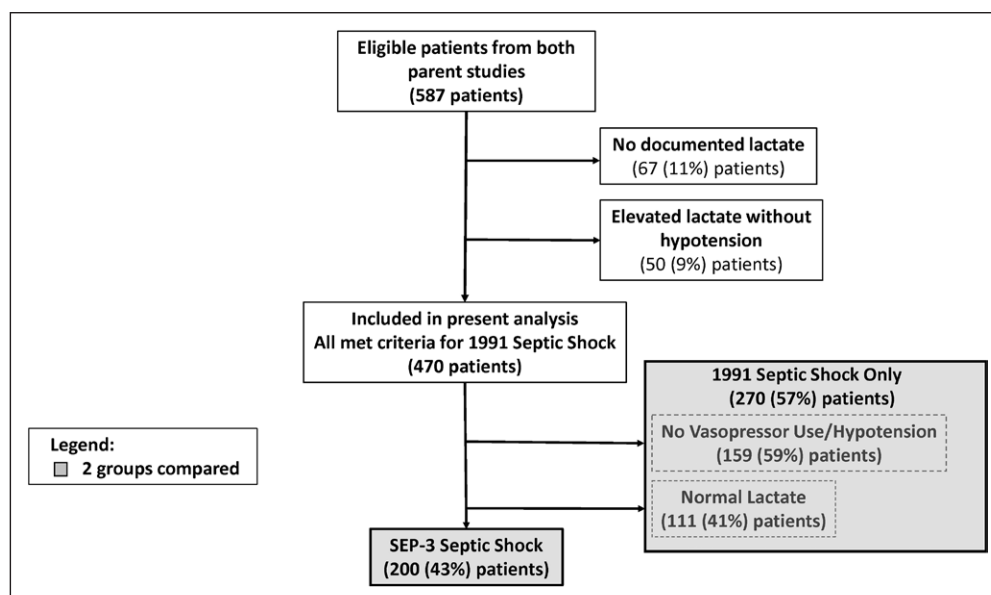 Eligible patients from both
parent studies
(587 patients)
No documented lactate
(67 (11%) patients)
Elevated lactate without
hypotension
(50 (9%) patients)
Included in present analysis
All met criteria for 1991 Septic Shock
(470 patients)
1991 Septic Shock Only
(270 (57%) patients)
No Vasopressor Use/Hypotension
(159 (59%) patients)
Normal Lactate
(111 (41%) patients)
Legend:
2 groups compared
SEP-3 Septic Shock
(200 (43%) patients)